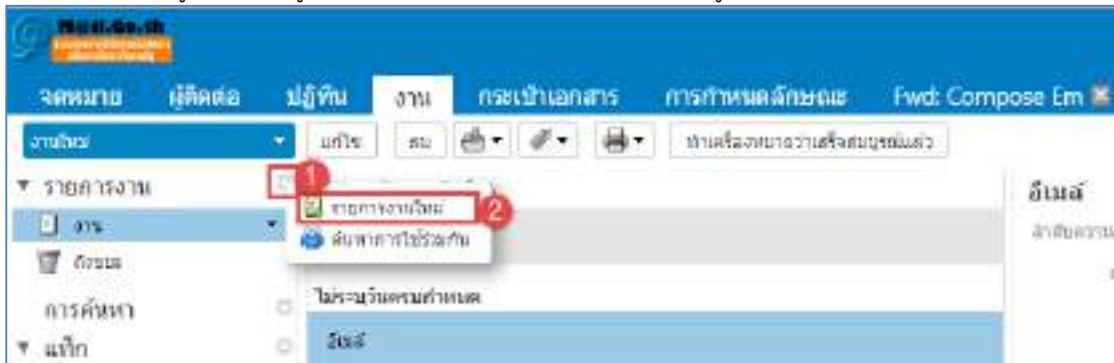 Mail.Go.th
จดหมาย ผู้ติดต่อ ปฏิทิน งาน กระเป๋าเอกสาร การกำหนดลักษณะ Fwd: Compose Em
งานใหม่ แก้ไข ลบ ทำเครื่องหมายว่าเสร็จสมบูรณ์แล้ว
รายการงาน 1
รายการงานใหม่ 2
อีเมล์
งาน
ค้นหาการใช้ร่วมกัน
ถังขยะ
ไม่ระบุวันครบกำหนด
การค้นหา
อีเมล์
แท็ก